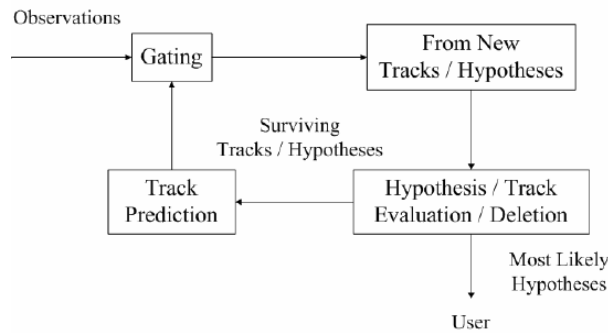 Observations
Gating
From New
Tracks / Hypotheses
Surviving
Tracks / Hypotheses
Track
Prediction
Hypothesis / Track
Evaluation / Deletion
Most Likely
Hypotheses
User